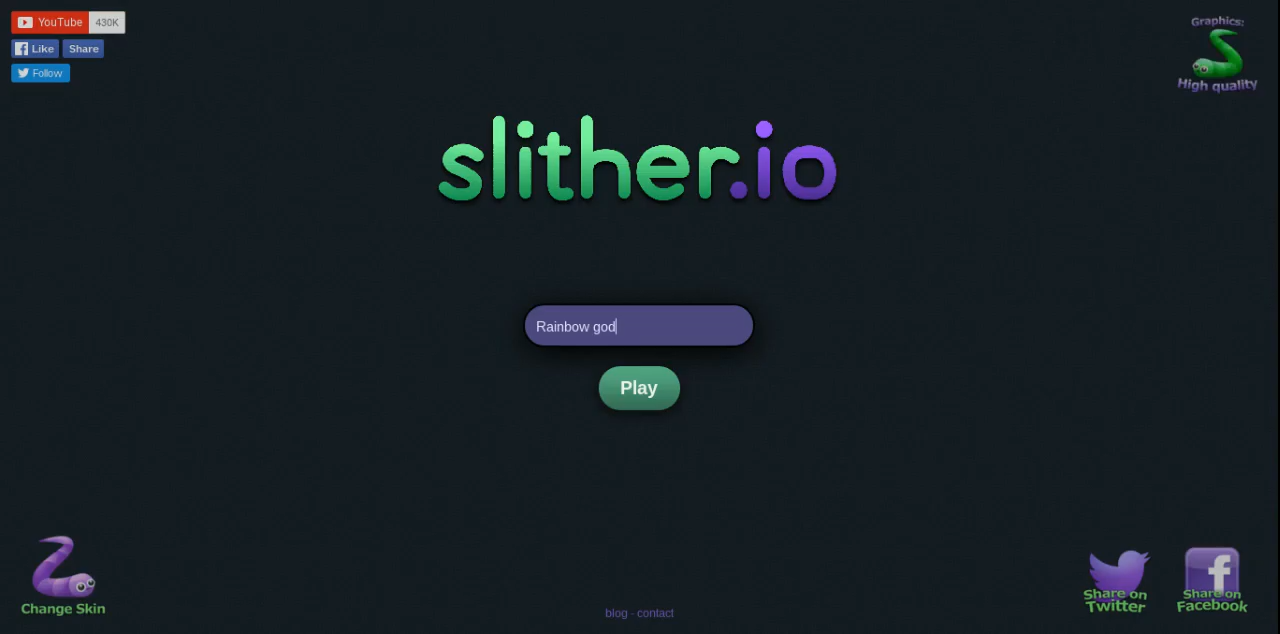 YouTube 430K
Like Share
Follow
Graphics:
High quality
slither.io
Rainbow god
Play
Change Skin
blog - contact
Share on
Twitter
Share on
Facebook